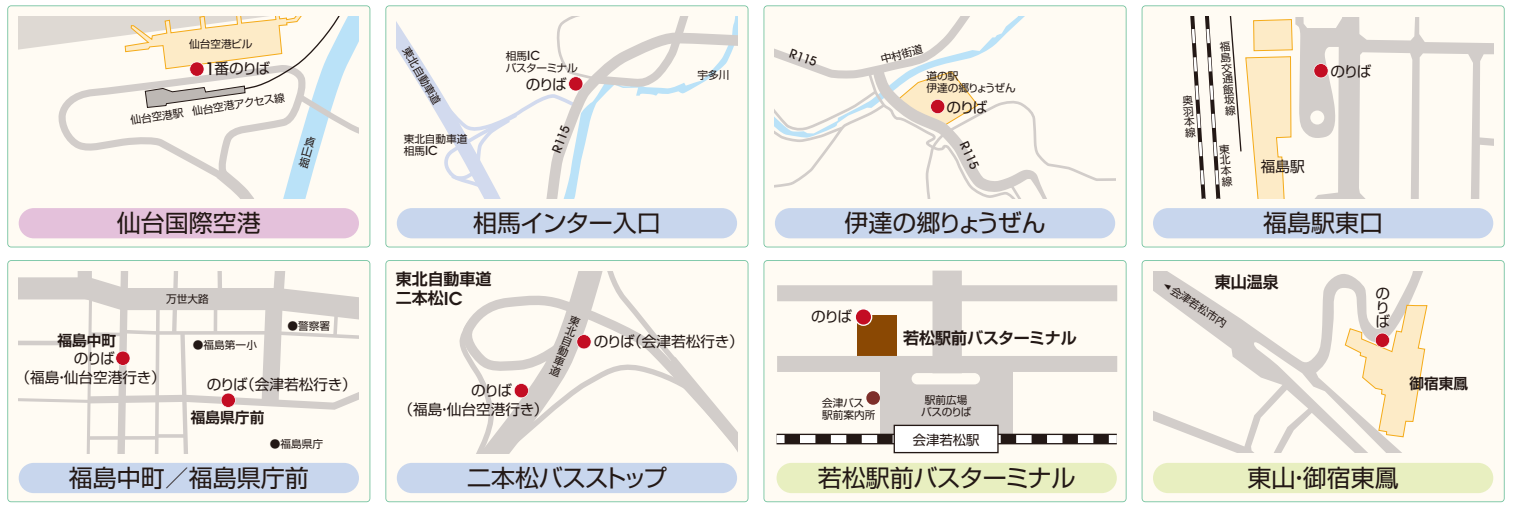 仙台空港ビル
1番のりば
仙台空港駅
仙台空港アクセス線
貞山堀
仙台国際空港
東北自動車道
相馬IC
バスターミナル
のりば
宇多川
東北自動車道
相馬IC
R115
相馬インター入口
R115
中村街道
道の駅
伊達の郷りょうぜん
のりば
R115
伊達の郷りょうぜん
福島交通飯坂線
奥羽本線
東北本線
のりば
福島駅
福島駅東口
万世大路
●警察署
●福島第一小
福島中町
のりば
(福島・仙台空港行き)
のりば(会津若松行き)
福島県庁前
●福島県庁
福島中町/福島県庁前
東北自動車道
二本松IC
東北自動車道
のりば(会津若松行き)
のりば
(福島・仙台空港行き)
二本松バスストップ
のりば
若松駅前バスターミナル
会津バス
駅前案内所
駅前広場
バスのりば
会津若松駅
若松駅前バスターミナル
東山温泉
◀会津若松市内
のりば
御宿東鳳
東山・御宿東鳳